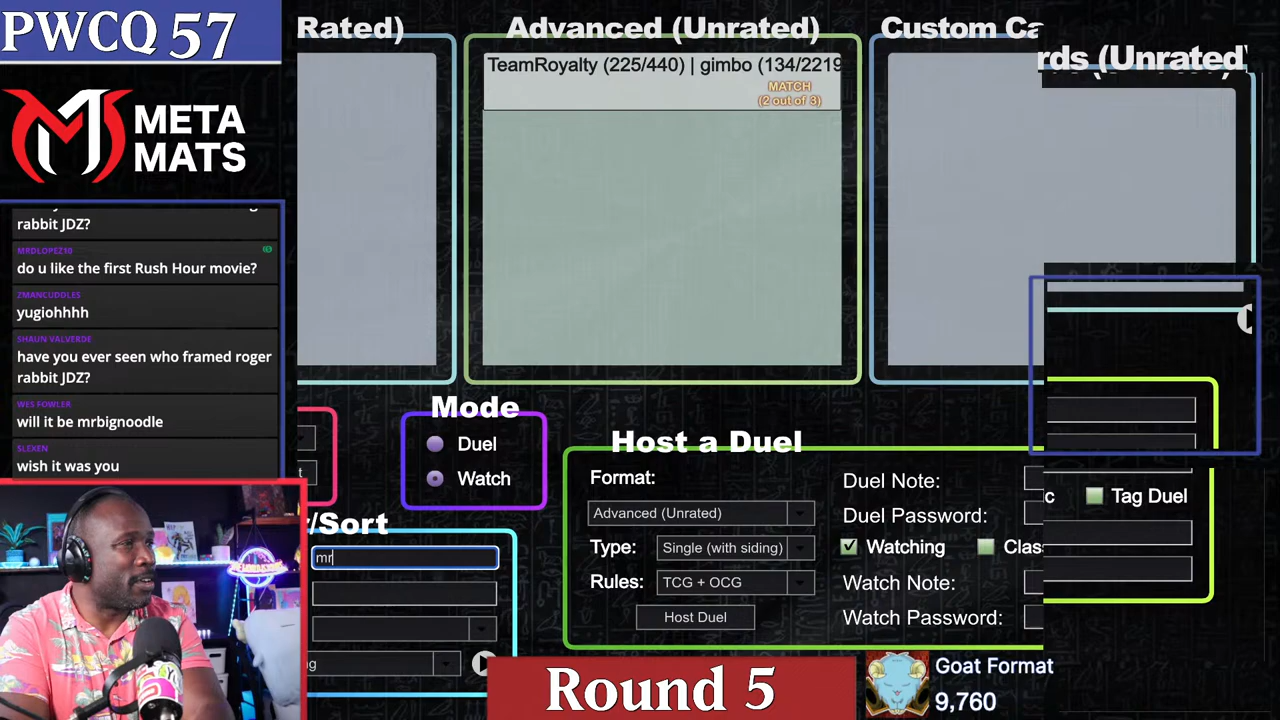 PWCQ 57
META
MATS
rabbit JDZ?
MRDLOPEZ10
do u like the first Rush Hour movie?
ZMANCUDDLES
yugiohhhh
SHAUN VALVERDE
have you ever seen who framed roger
rabbit JDZ?
WES FOWLER
will it be mrbignoodle
SLEXEN
wish it was you
Rated)
Advanced (Unrated)
Custom Ca
rds (Unrated)
TeamRoyalty (225/440) | gimbo (134/2219
MATCH
(2 out of 3)
Mode
Duel
Watch
r/Sort
mr
ng
Host a Duel
Format:
Advanced (Unrated)
Type:
Single (with siding)
Rules:
TCG + OCG
Host Duel
Duel Note:
Duel Password:
Watching
Clas
Watch Note:
Watch Password:
c
Tag Duel
Round 5
Goat Format
9,760